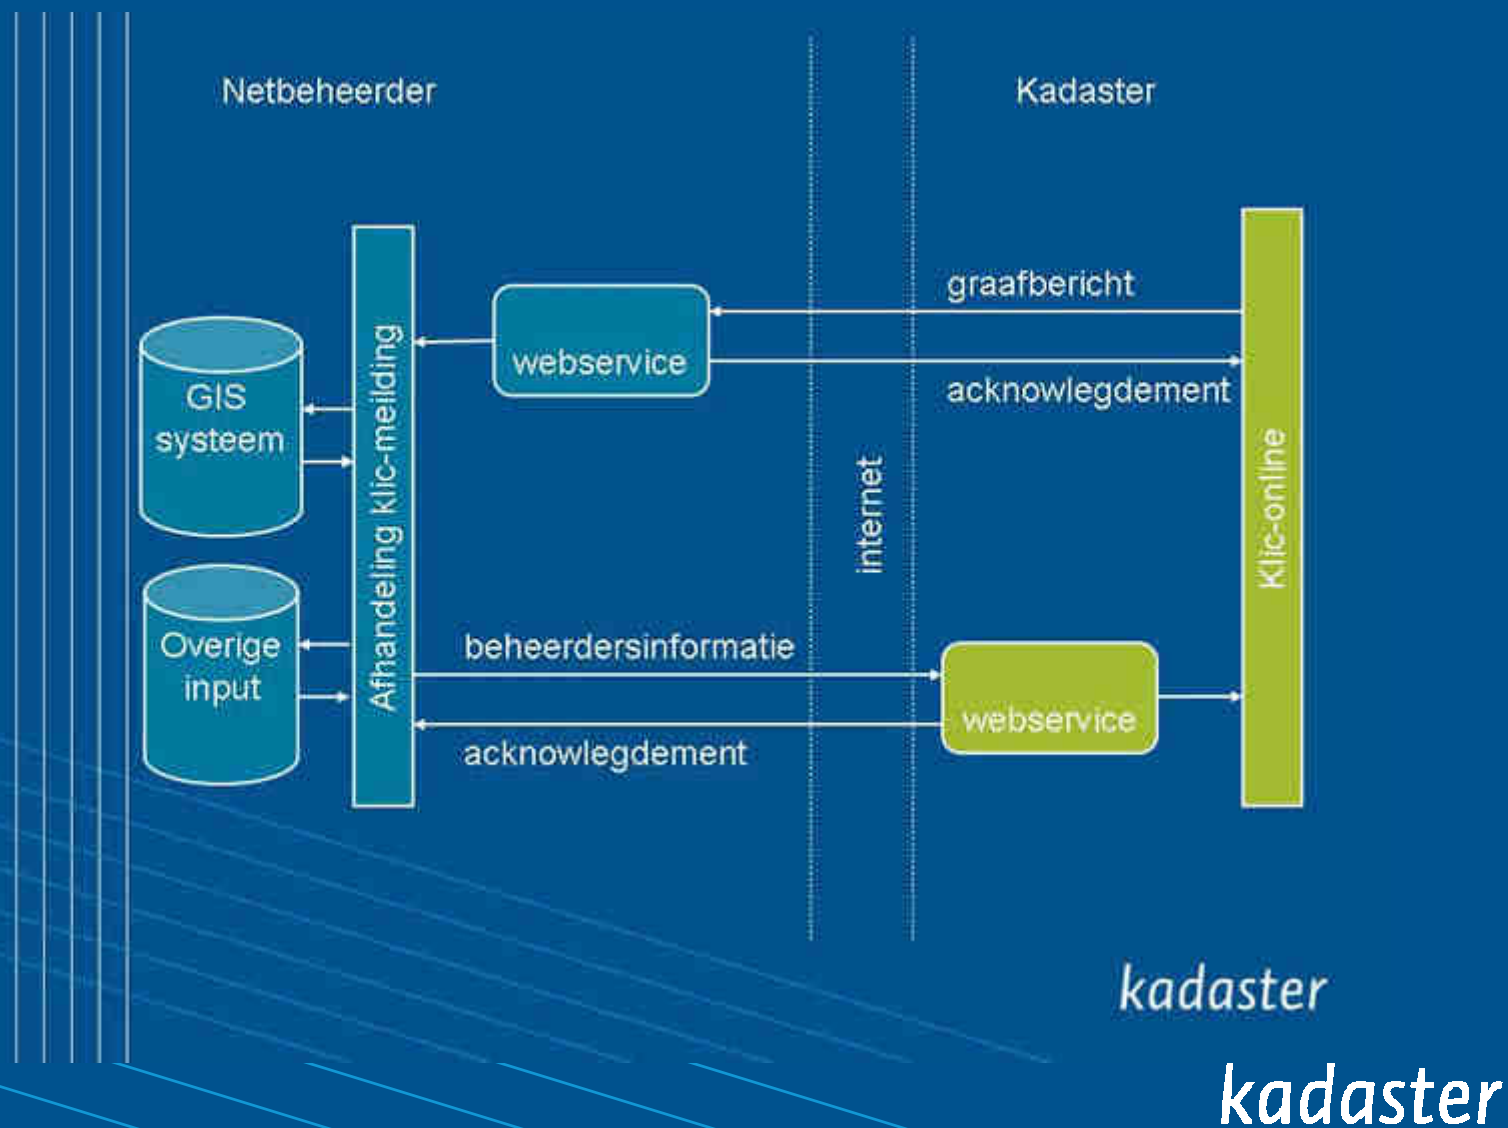 Netbeheerder
Kadaster
graafbericht
webservice
acknowlegdement
GIS
systeem
Afhandeling klic-meilding
internet
Klic-online
Overige
input
beheerdersinformatie
webservice
acknowlegdement
kadaster
kadaster